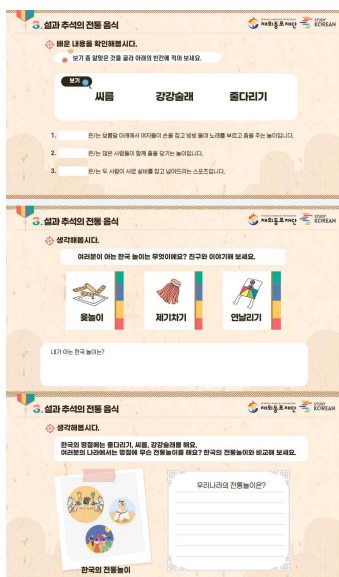 3. 설과 추석의 전통 음식
재외동포재단
STUDY KOREAN
배운 내용을 확인해봅시다.
보기 중 알맞은 것을 골라 아래의 빈칸에 적어 보세요.
보기
씨름 강강술래 줄다리기
1. 은/는 보름달 아래에서 여자들이 손을 잡고 빙빙 돌며 노래를 부르고 춤을 추는 놀이입니다.
2. 은/는 많은 사람들이 함께 줄을 당기는 놀이입니다.
3. 은/는 두 사람이 서로 샅바를 잡고 넘어뜨리는 스포츠입니다.
3. 설과 추석의 전통 음식
재외동포재단
STUDY KOREAN
생각해봅시다.
여러분이 아는 한국 놀이는 무엇이에요? 친구와 이야기해 보세요.
윷놀이 제기차기 연날리기
내가 아는 한국 놀이는?
3. 설과 추석의 전통 음식
재외동포재단
STUDY KOREAN
생각해봅시다.
한국의 명절에는 줄다리기, 씨름, 강강술래를 해요.
여러분의 나라에서는 명절에 무슨 전통놀이를 해요? 한국의 전통놀이와 비교해 보세요.
우리나라의 전통놀이은?
한국의 전통놀이